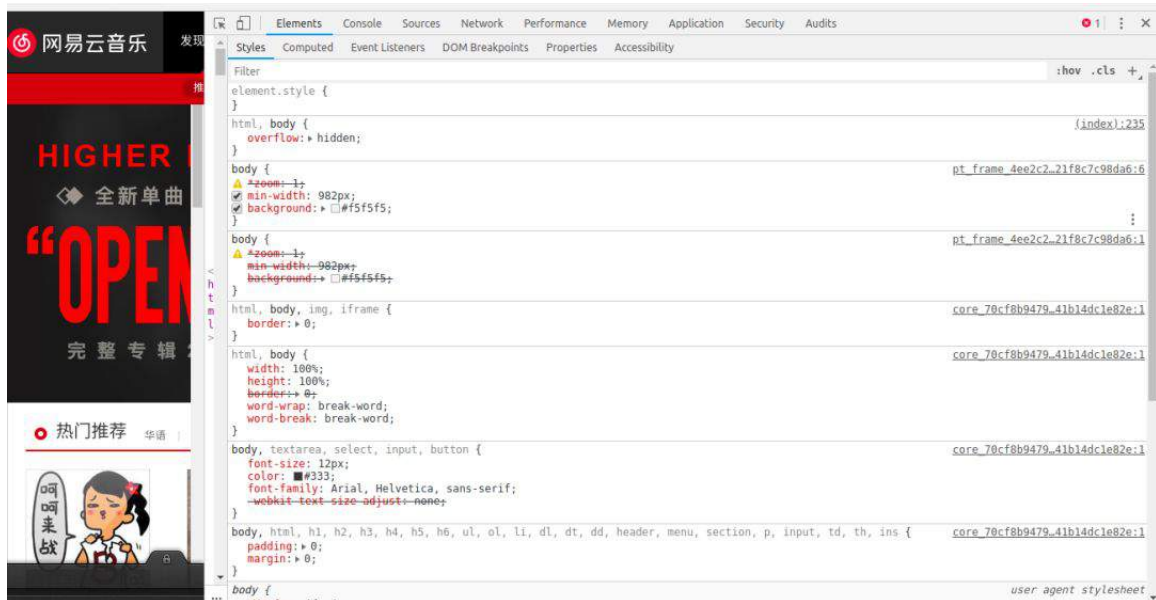 网易云音乐
发现
推
HIGHER
全新单曲
“OPEN
完整专辑
热门推荐 华语
呵呵来战
Elements Console Sources Network Performance Memory Application Security Audits 1
Styles Computed Event Listeners DOM Breakpoints Properties Accessibility
Filter :hov .cls +
element.style {
}
html, body { (index):235
overflow: hidden;
}
body { pt_frame_4ee2c2…21f8c7c98da6:6
*zoom: 1;
min-width: 982px;
background: #f5f5f5;
}
body { pt_frame_4ee2c2…21f8c7c98da6:1
*zoom: 1;
min-width: 982px;
background: #f5f5f5;
}
<html>
html, body, img, iframe { core_70cf8b9479…41b14dc1e82e:1
border: 0;
}
html, body { core_70cf8b9479…41b14dc1e82e:1
width: 100%;
height: 100%;
border: 0;
word-wrap: break-word;
word-break: break-word;
}
body, textarea, select, input, button { core_70cf8b9479…41b14dc1e82e:1
font-size: 12px;
color: #333;
font-family: Arial, Helvetica, sans-serif;
-webkit-text-size-adjust: none;
}
body, html, h1, h2, h3, h4, h5, h6, ul, ol, li, dl, dt, dd, header, menu, section, p, input, td, th, ins { core_70cf8b9479…41b14dc1e82e:1
padding: 0;
margin: 0;
}
body { user agent stylesheet